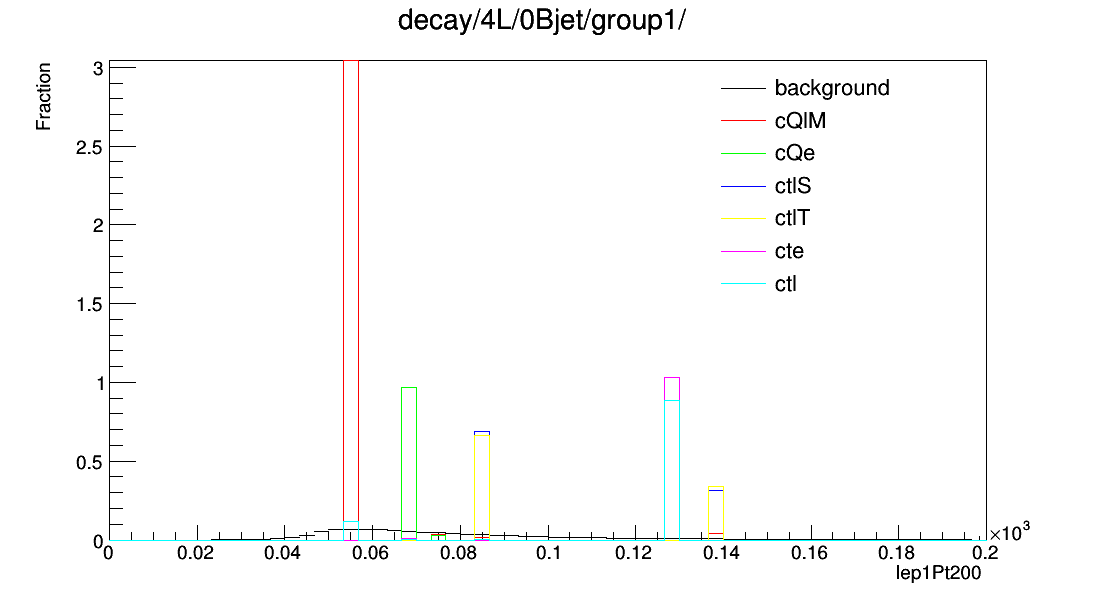 decay/4L/0Bjet/group1/
Fraction
3
2.5
2
1.5
1
0.5
0
background
cQlM
cQe
ctlS
ctlT
cte
ctl
0 0.02 0.04 0.06 0.08 0.1 0.12 0.14 0.16 0.18 0.2
×10³
lep1Pt200